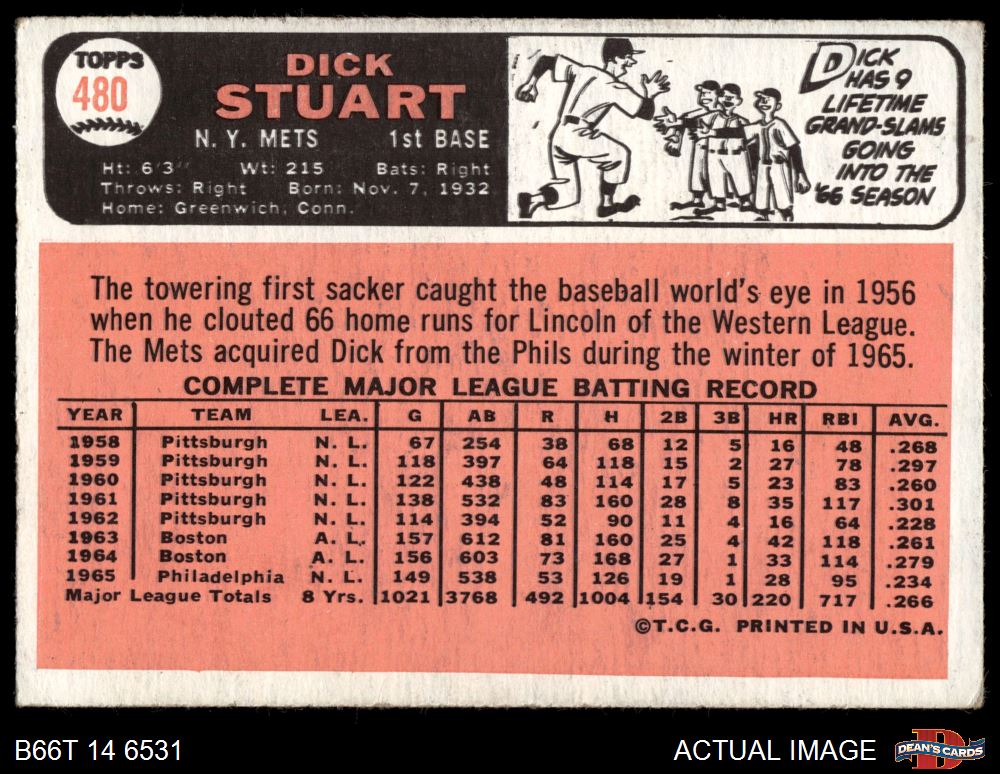 TOPPS
480
DICK
STUART
N. Y. METS 1st BASE
Ht: 6'3" Wt: 215 Bats: Right
Throws: Right Born: Nov. 7, 1932
Home: Greenwich, Conn.
DICK
HAS 9
LIFETIME
GRAND-SLAMS
GOING
INTO THE
'66 SEASON
The towering first sacker caught the baseball world's eye in 1956
when he clouted 66 home runs for Lincoln of the Western League.
The Mets acquired Dick from the Phils during the winter of 1965.
COMPLETE MAJOR LEAGUE BATTING RECORD
YEAR TEAM LEA. G AB R H 2B 3B HR RBI AVG.
1958 Pittsburgh N. L. 67 254 38 68 12 5 16 48 .268
1959 Pittsburgh N. L. 118 397 64 118 15 2 27 78 .297
1960 Pittsburgh N. L. 122 438 48 114 17 5 23 83 .260
1961 Pittsburgh N. L. 138 532 83 160 28 8 35 117 .301
1962 Pittsburgh N. L. 114 394 52 90 11 4 16 64 .228
1963 Boston A. L. 157 612 81 160 25 4 42 118 .261
1964 Boston A. L. 156 603 73 168 27 1 33 114 .279
1965 Philadelphia N. L. 149 538 53 126 19 1 28 95 .234
Major League Totals 8 Yrs. 1021 3768 492 1004 154 30 220 717 .266
©T.C.G. PRINTED IN U.S.A.
B66T 14 6531
ACTUAL IMAGE
DEAN'S CARDS